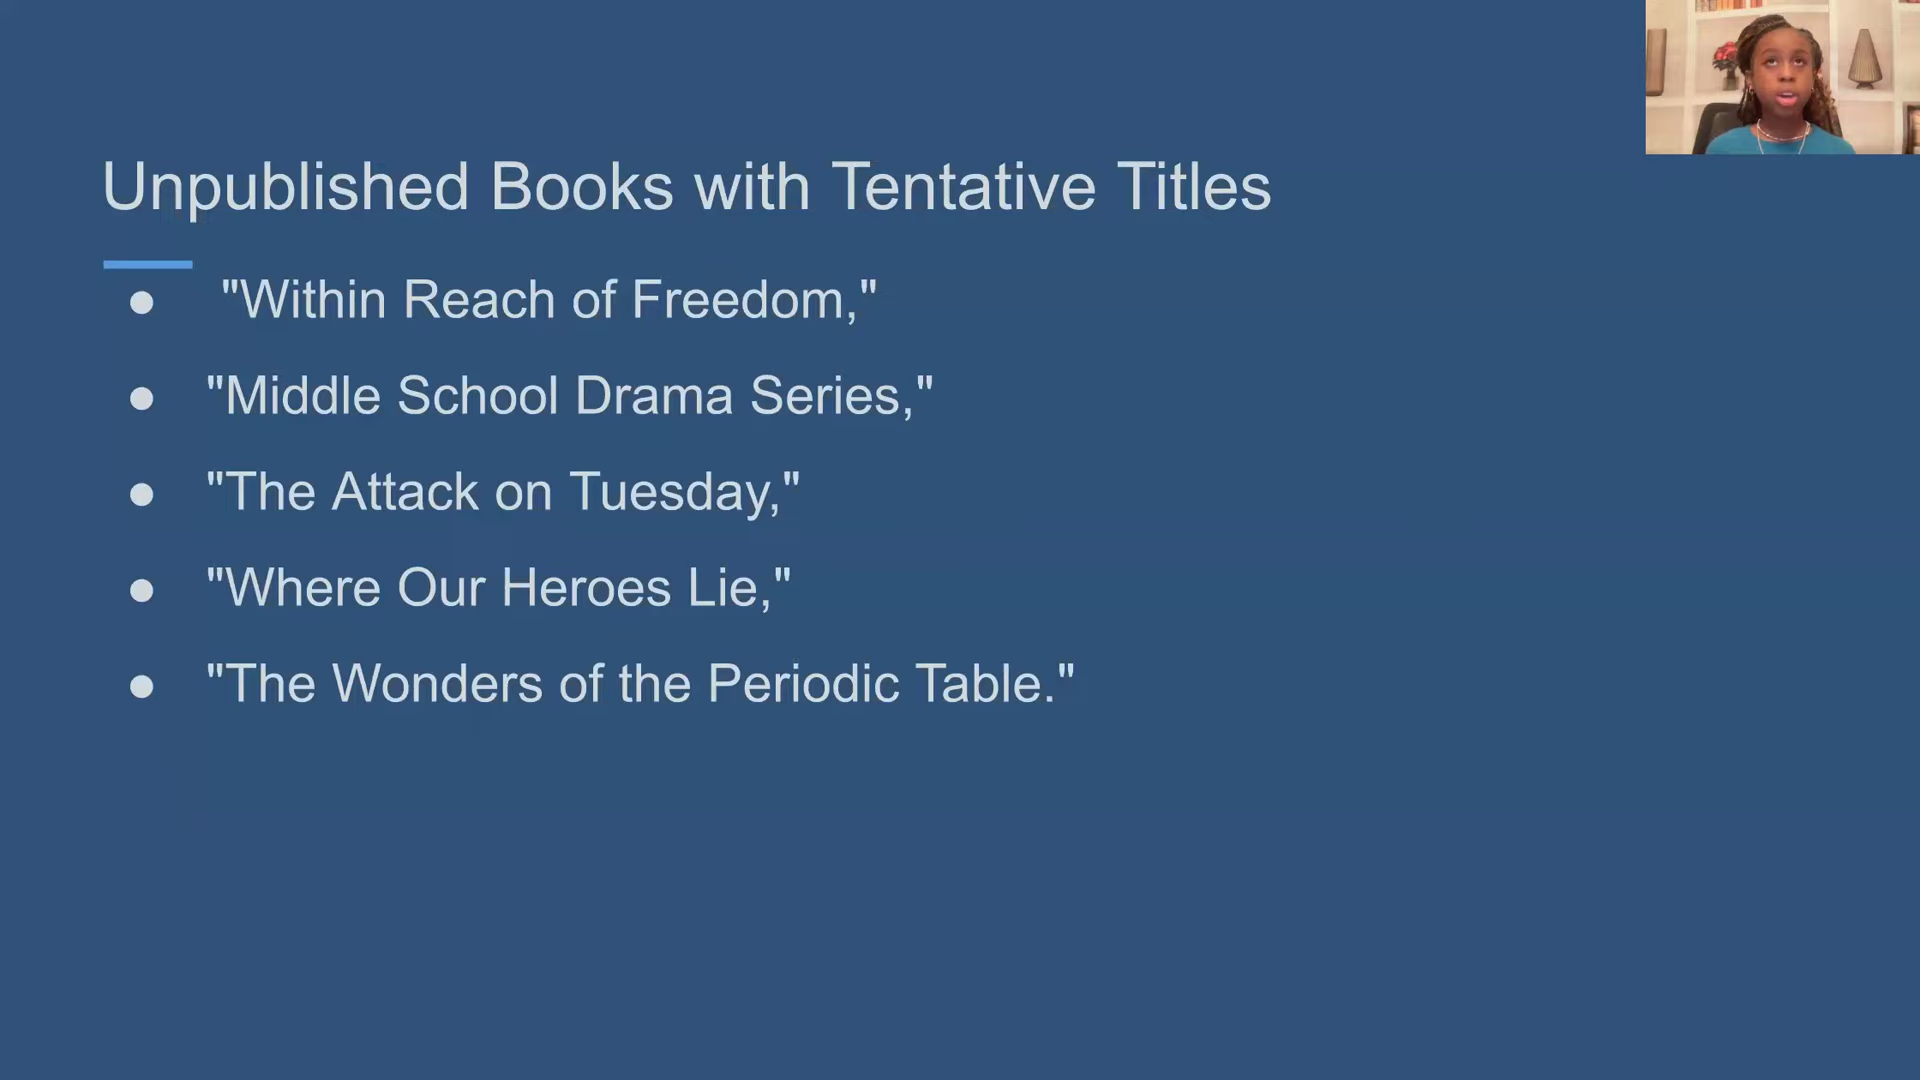 Unpublished Books with Tentative Titles
● "Within Reach of Freedom,"
● "Middle School Drama Series,"
● "The Attack on Tuesday,"
● "Where Our Heroes Lie,"
● "The Wonders of the Periodic Table."